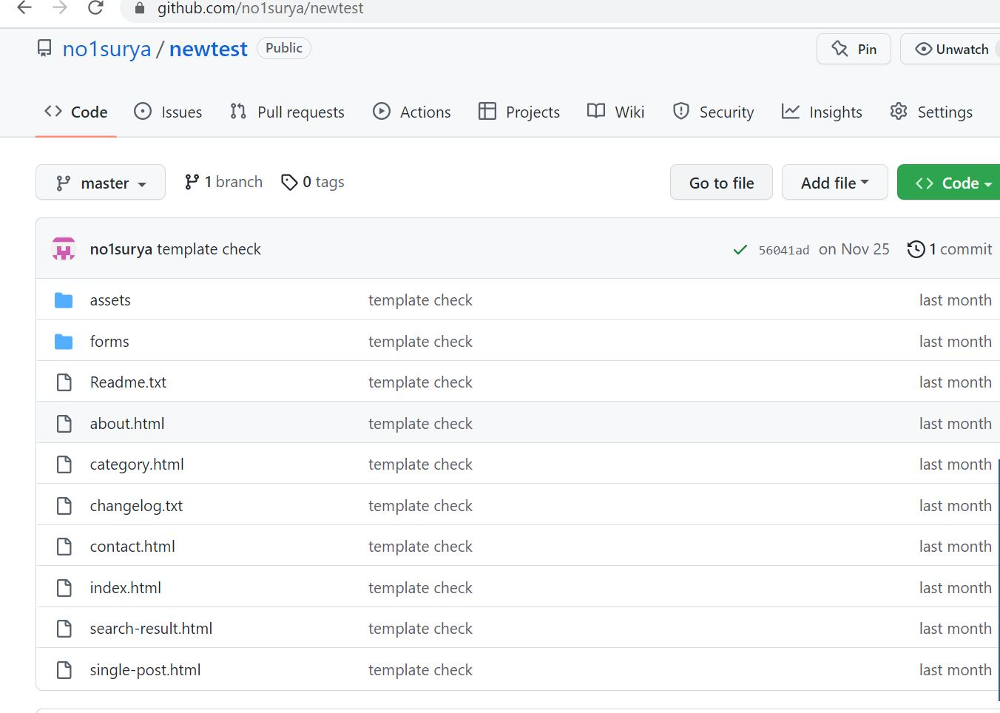 github.com/no1surya/newtest
no1surya / newtest Public Pin Unwatch
Code Issues Pull requests Actions Projects Wiki Security Insights Settings
master 1 branch 0 tags Go to file Add file Code
no1surya template check 56041ad on Nov 25 1 commit
assets template check last month
forms template check last month
Readme.txt template check last month
about.html template check last month
category.html template check last month
changelog.txt template check last month
contact.html template check last month
index.html template check last month
search-result.html template check last month
single-post.html template check last month